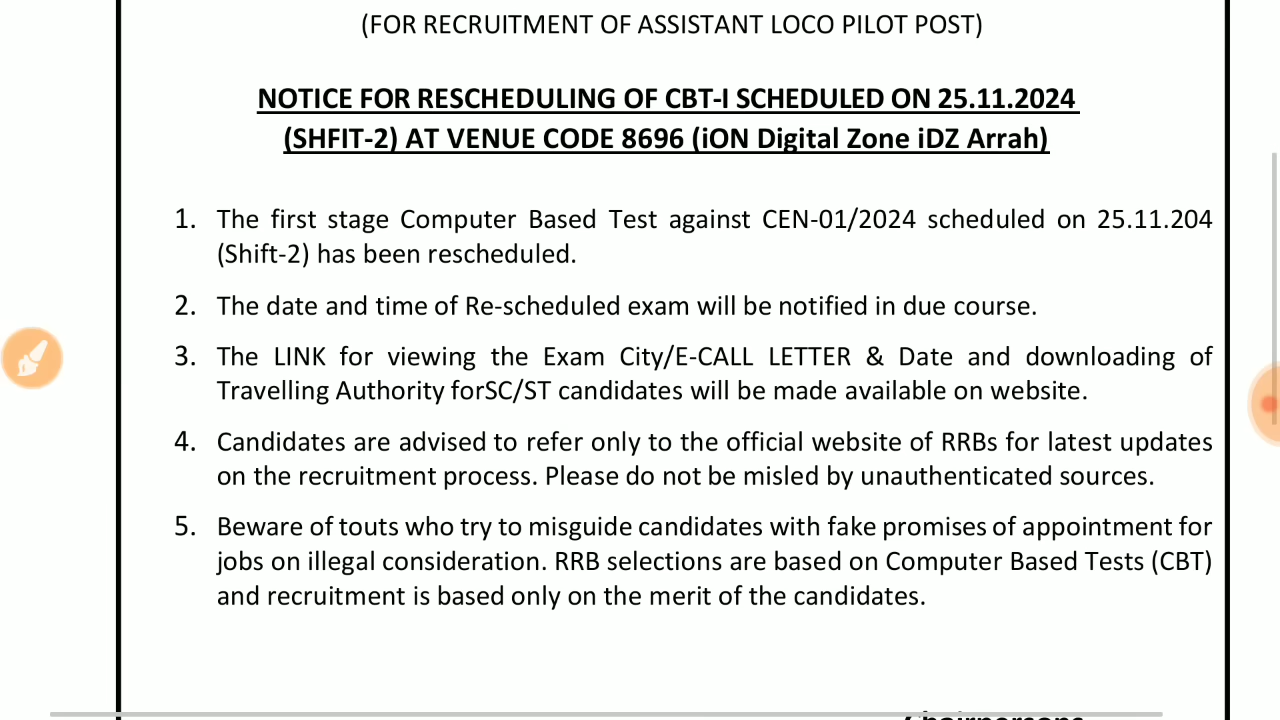 (FOR RECRUITMENT OF ASSISTANT LOCO PILOT POST)
NOTICE FOR RESCHEDULING OF CBT-I SCHEDULED ON 25.11.2024
(SHFIT-2) AT VENUE CODE 8696 (iON Digital Zone iDZ Arrah)
1. The first stage Computer Based Test against CEN-01/2024 scheduled on 25.11.204
(Shift-2) has been rescheduled.
2. The date and time of Re-scheduled exam will be notified in due course.
3. The LINK for viewing the Exam City/E-CALL LETTER & Date and downloading of
Travelling Authority forSC/ST candidates will be made available on website.
4. Candidates are advised to refer only to the official website of RRBs for latest updates
on the recruitment process. Please do not be misled by unauthenticated sources.
5. Beware of touts who try to misguide candidates with fake promises of appointment for
jobs on illegal consideration. RRB selections are based on Computer Based Tests (CBT)
and recruitment is based only on the merit of the candidates.
Chairpersons